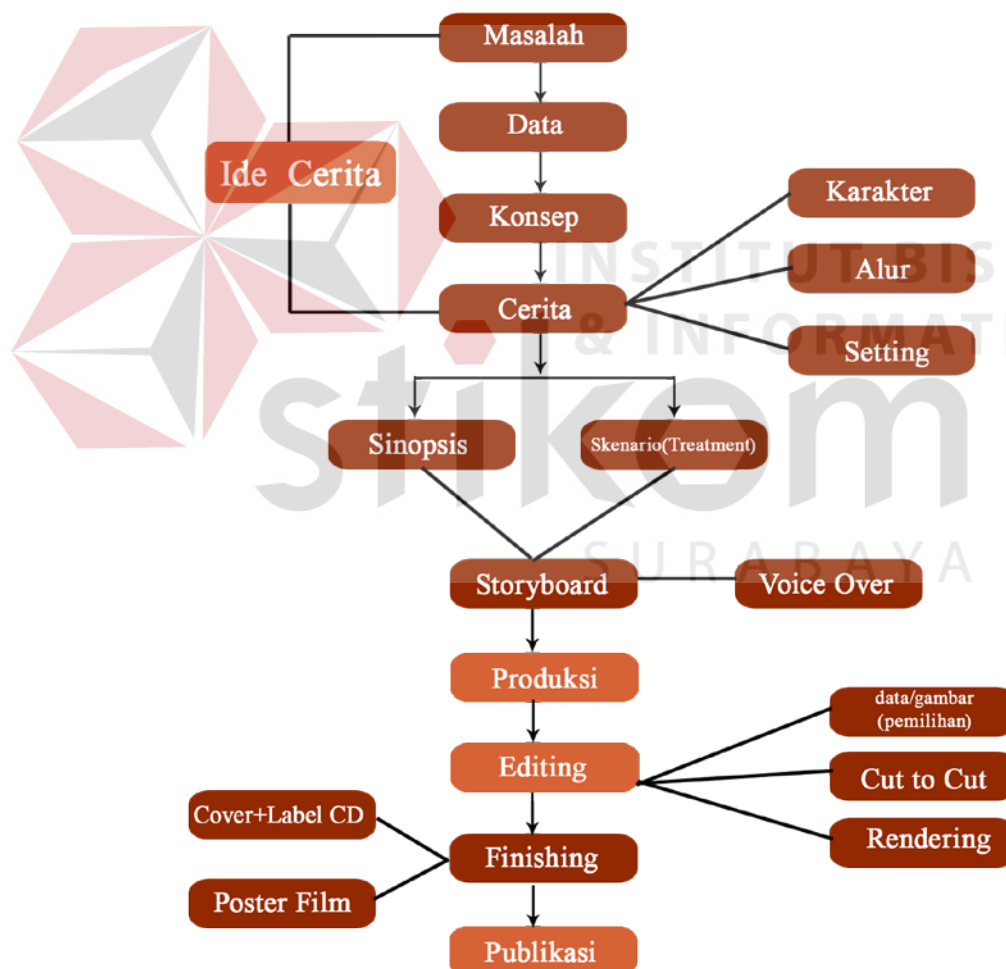 Masalah
Data
Ide Cerita
Konsep
Karakter
Alur
Cerita
Setting
INSTITUT BIS
& INFORMATI
stikom
SURABAYA
Sinopsis
Skenario(Treatment)
Storyboard
Voice Over
Produksi
data/gambar
(pemilihan)
Editing
Cut to Cut
Cover+Label CD
Rendering
Finishing
Poster Film
Publikasi